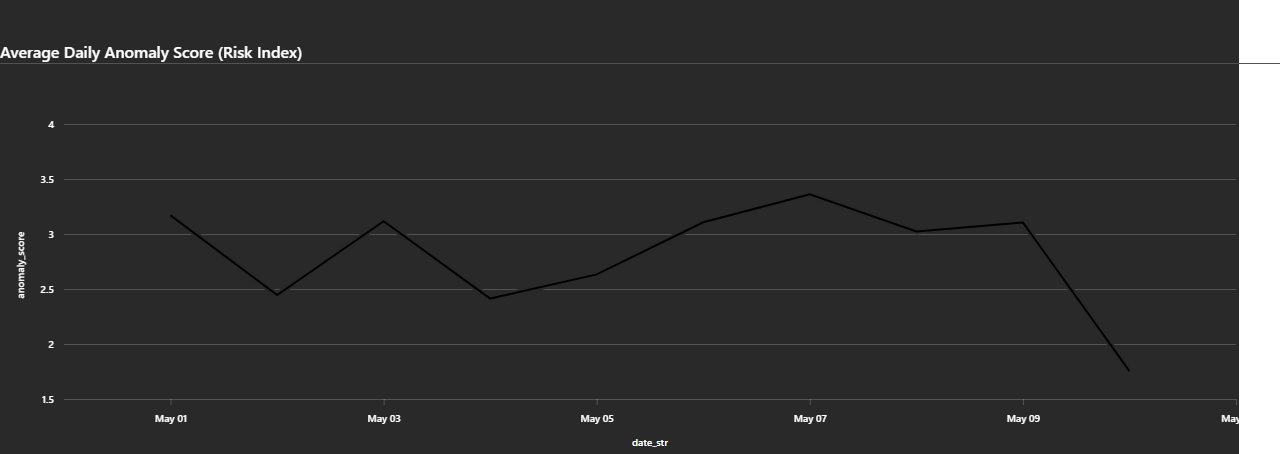 Average Daily Anomaly Score (Risk Index)
4
3.5
3
2.5
2
1.5
anomaly_score
May 01 May 03 May 05 May 07 May 09 May
date_str